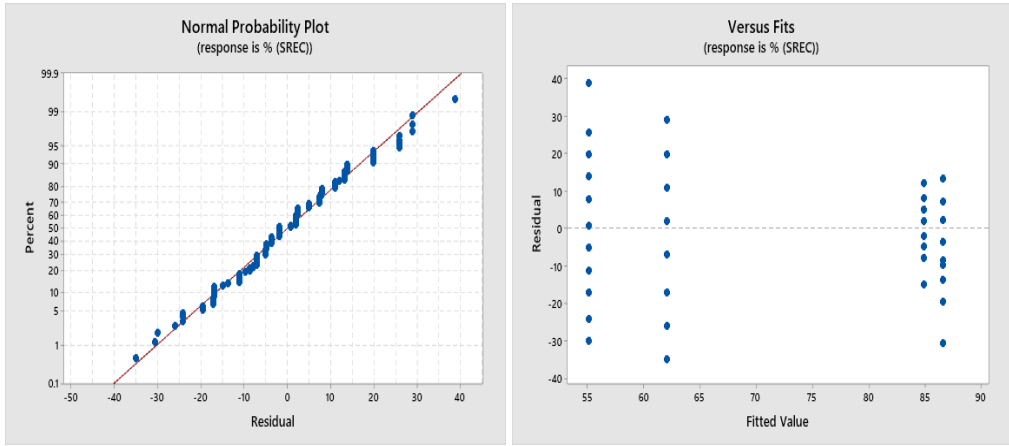 Normal Probability Plot
(response is % (SREC))
99.9
99
95
90
80
70
60
50
40
30
20
10
5
1
0.1
Percent
-50 -40 -30 -20 -10 0 10 20 30 40
Residual
Versus Fits
(response is % (SREC))
40
30
20
10
0
-10
-20
-30
-40
Residual
55 60 65 70 75 80 85 90
Fitted Value